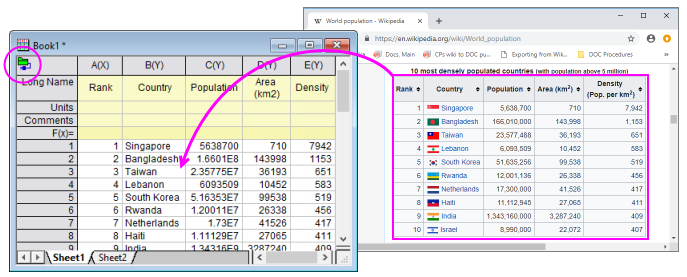 Book1 *
A(X) B(Y) C(Y) D(Y) E(Y)
Long Name Rank Country Population Area (km2) Density
Units
Comments
F(x)=
1 1 Singapore 5638700 710 7942
2 2 Bangladesh 1.6601E8 143998 1153
3 3 Taiwan 2.35775E7 36193 651
4 4 Lebanon 6093509 10452 583
5 5 South Korea 5.16353E7 99538 519
6 6 Rwanda 1.20011E7 26338 456
7 7 Netherlands 1.73E7 41526 417
8 8 Haiti 1.11129E7 27065 411
9 9 India 1.34316E9 3287240 409
Sheet1 Sheet2
World population - Wikipedia
https://en.wikipedia.org/wiki/World_population
Docs, Main CPs wiki to DOC pu... Exporting from Wik... DOC Procedures
10 most densely populated countries (with population above 5 million)
Rank Country Population Area (km²) Density (Pop. per km²)
1 Singapore 5,638,700 710 7,942
2 Bangladesh 166,010,000 143,998 1,153
3 Taiwan 23,577,488 36,193 651
4 Lebanon 6,093,509 10,452 583
5 South Korea 51,635,256 99,538 519
6 Rwanda 12,001,136 26,338 456
7 Netherlands 17,300,000 41,526 417
8 Haiti 11,112,945 27,065 411
9 India 1,343,160,000 3,287,240 409
10 Israel 8,990,000 22,072 407